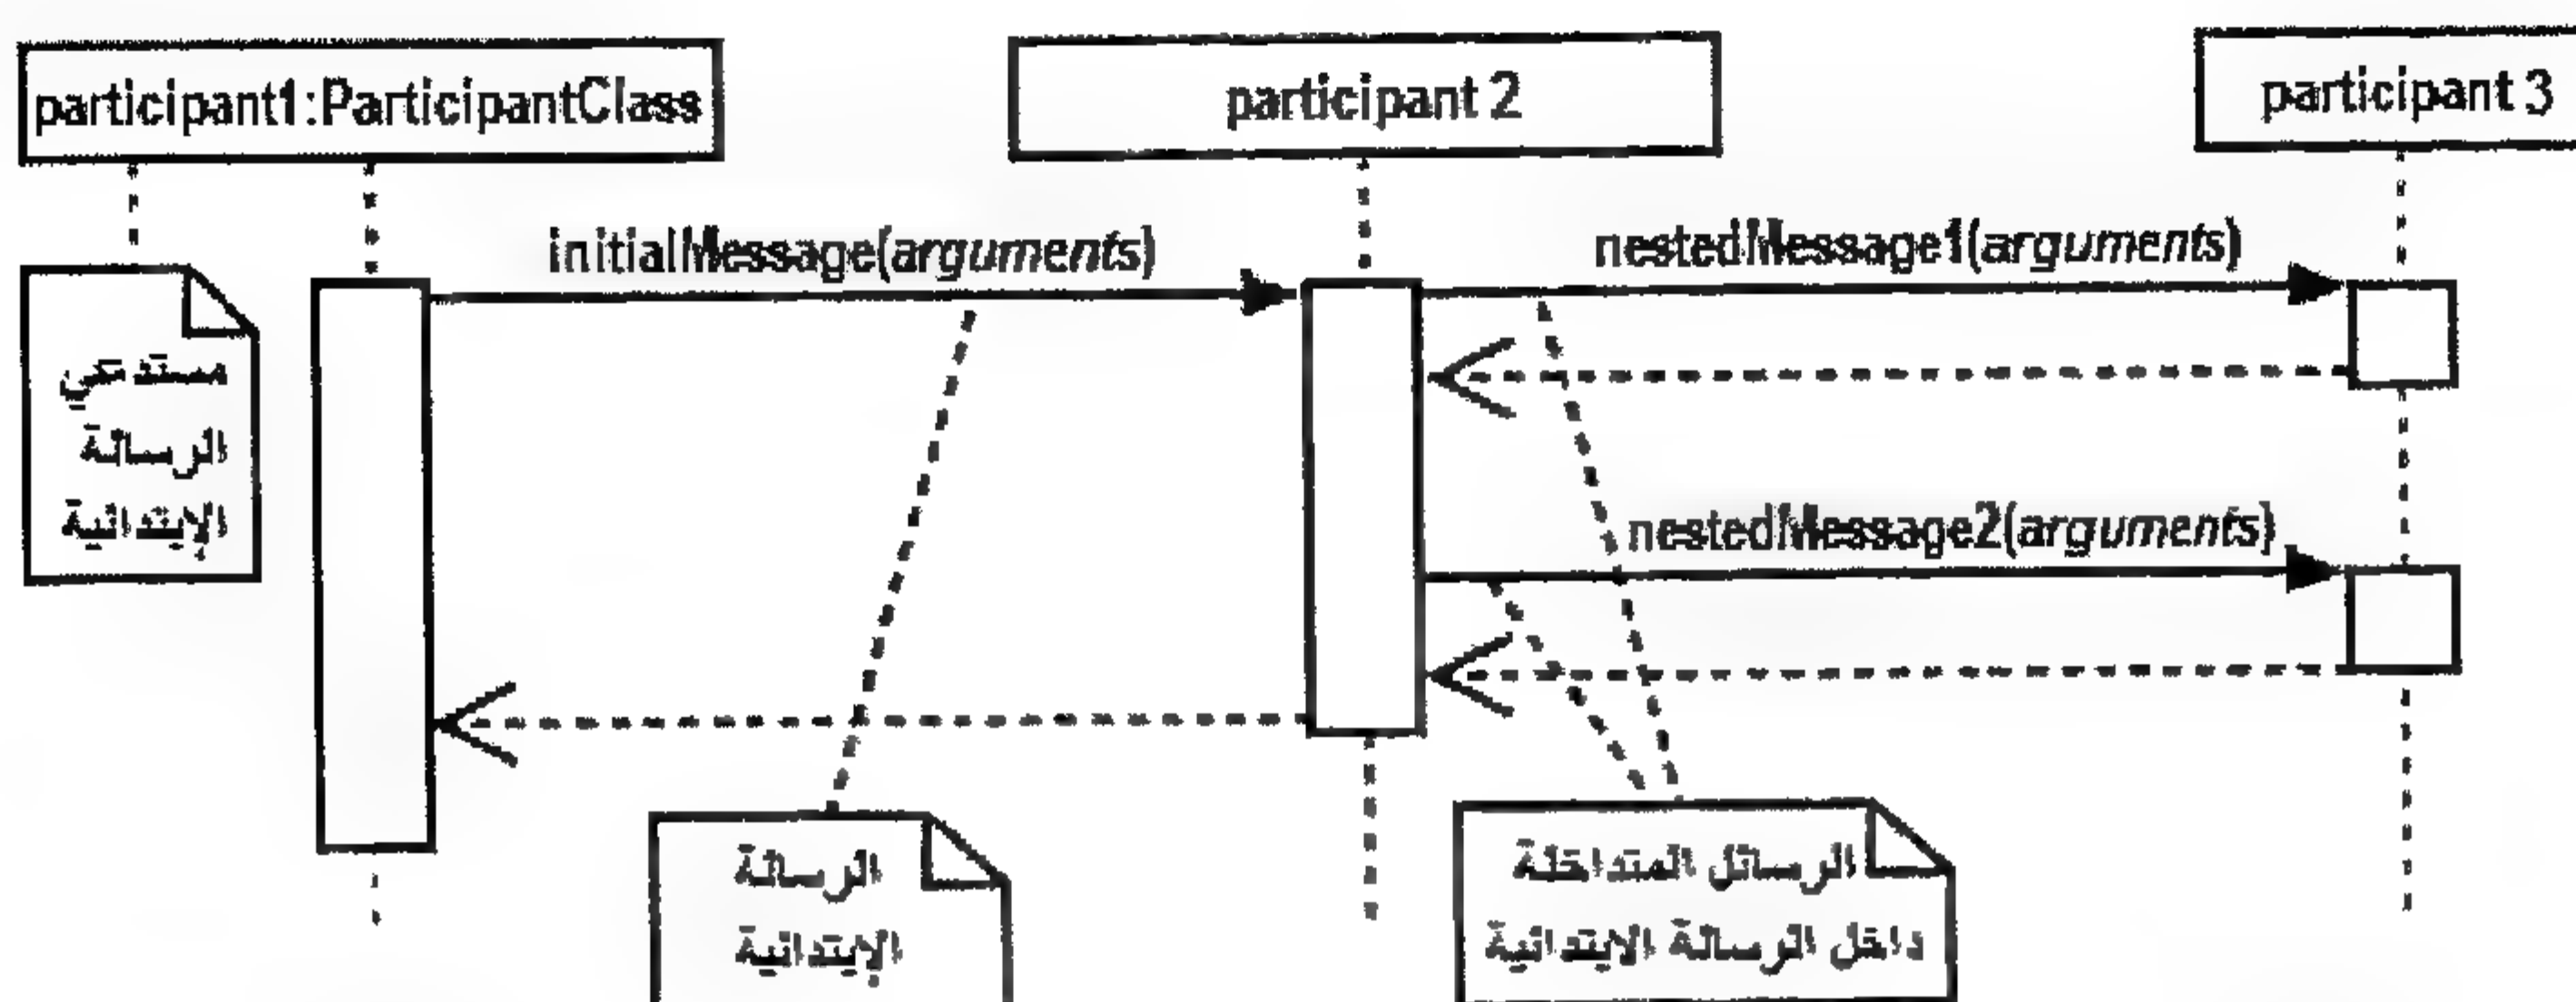 participant1:ParticipantClass
participant 2
participant 3
initialMessage(arguments)
nestedMessage1(arguments)
مستدعي
الرسالة
الإبتدائية
nestedMessage2(arguments)
الرسالة
الإبتدائية
الرسائل المتداخلة
داخل الرسالة الابتدائية